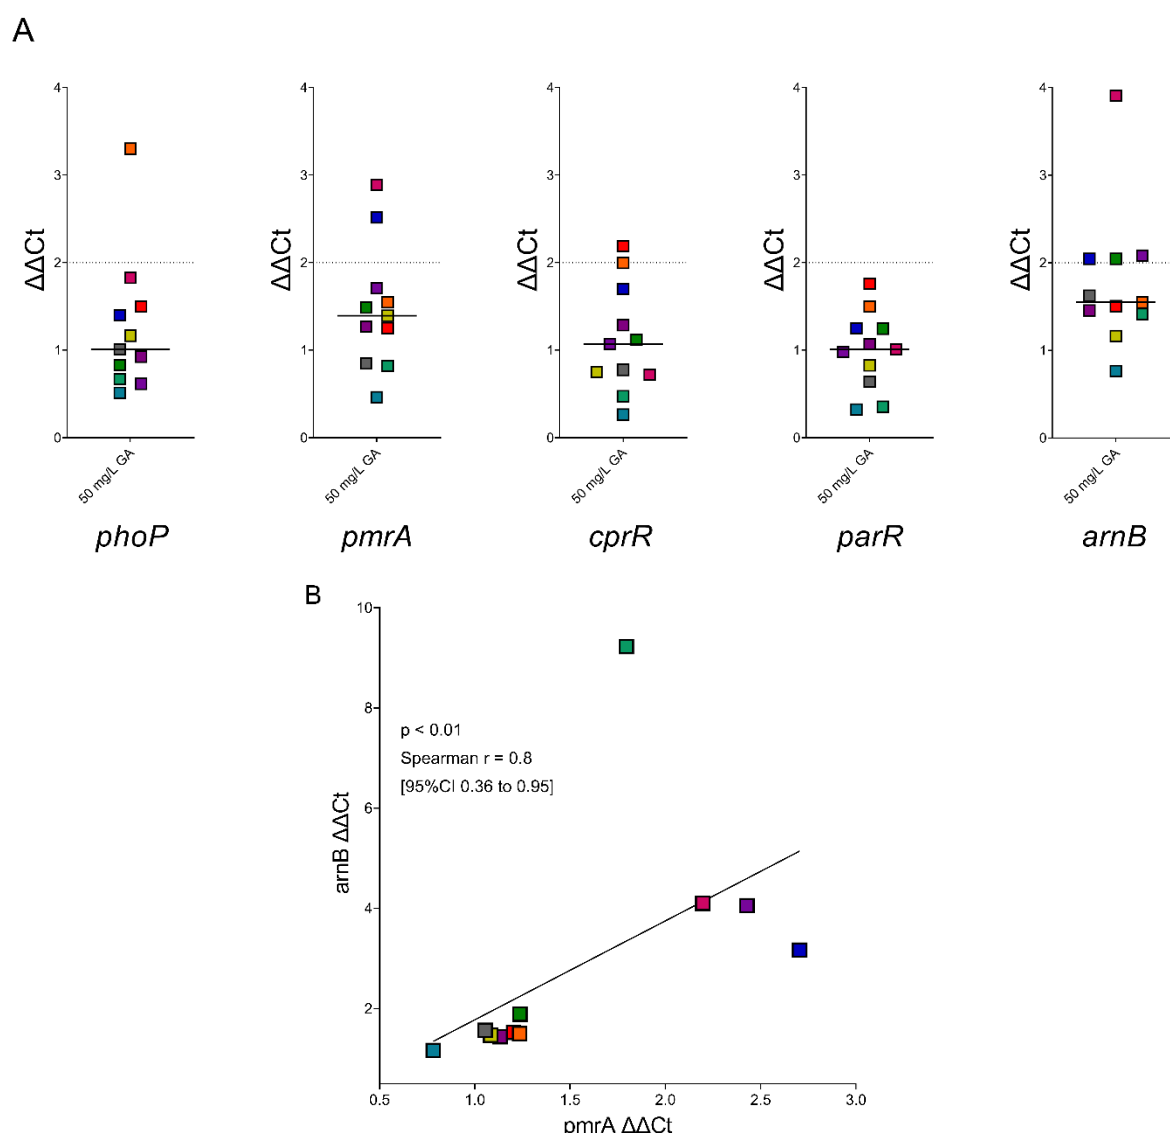 A
4
3
2
1
0
ΔΔCt
50 mg/L GA
phoP
4
3
2
1
0
ΔΔCt
50 mg/L GA
pmrA
4
3
2
1
0
ΔΔCt
50 mg/L GA
cprR
4
3
2
1
0
ΔΔCt
50 mg/L GA
parR
4
3
2
1
0
ΔΔCt
50 mg/L GA
arnB
B
10
8
6
4
2
arnB ΔΔCt
p < 0.01
Spearman r = 0.8
[95%CI 0.36 to 0.95]
0.5
1.0
1.5
2.0
2.5
3.0
pmrA ΔΔCt